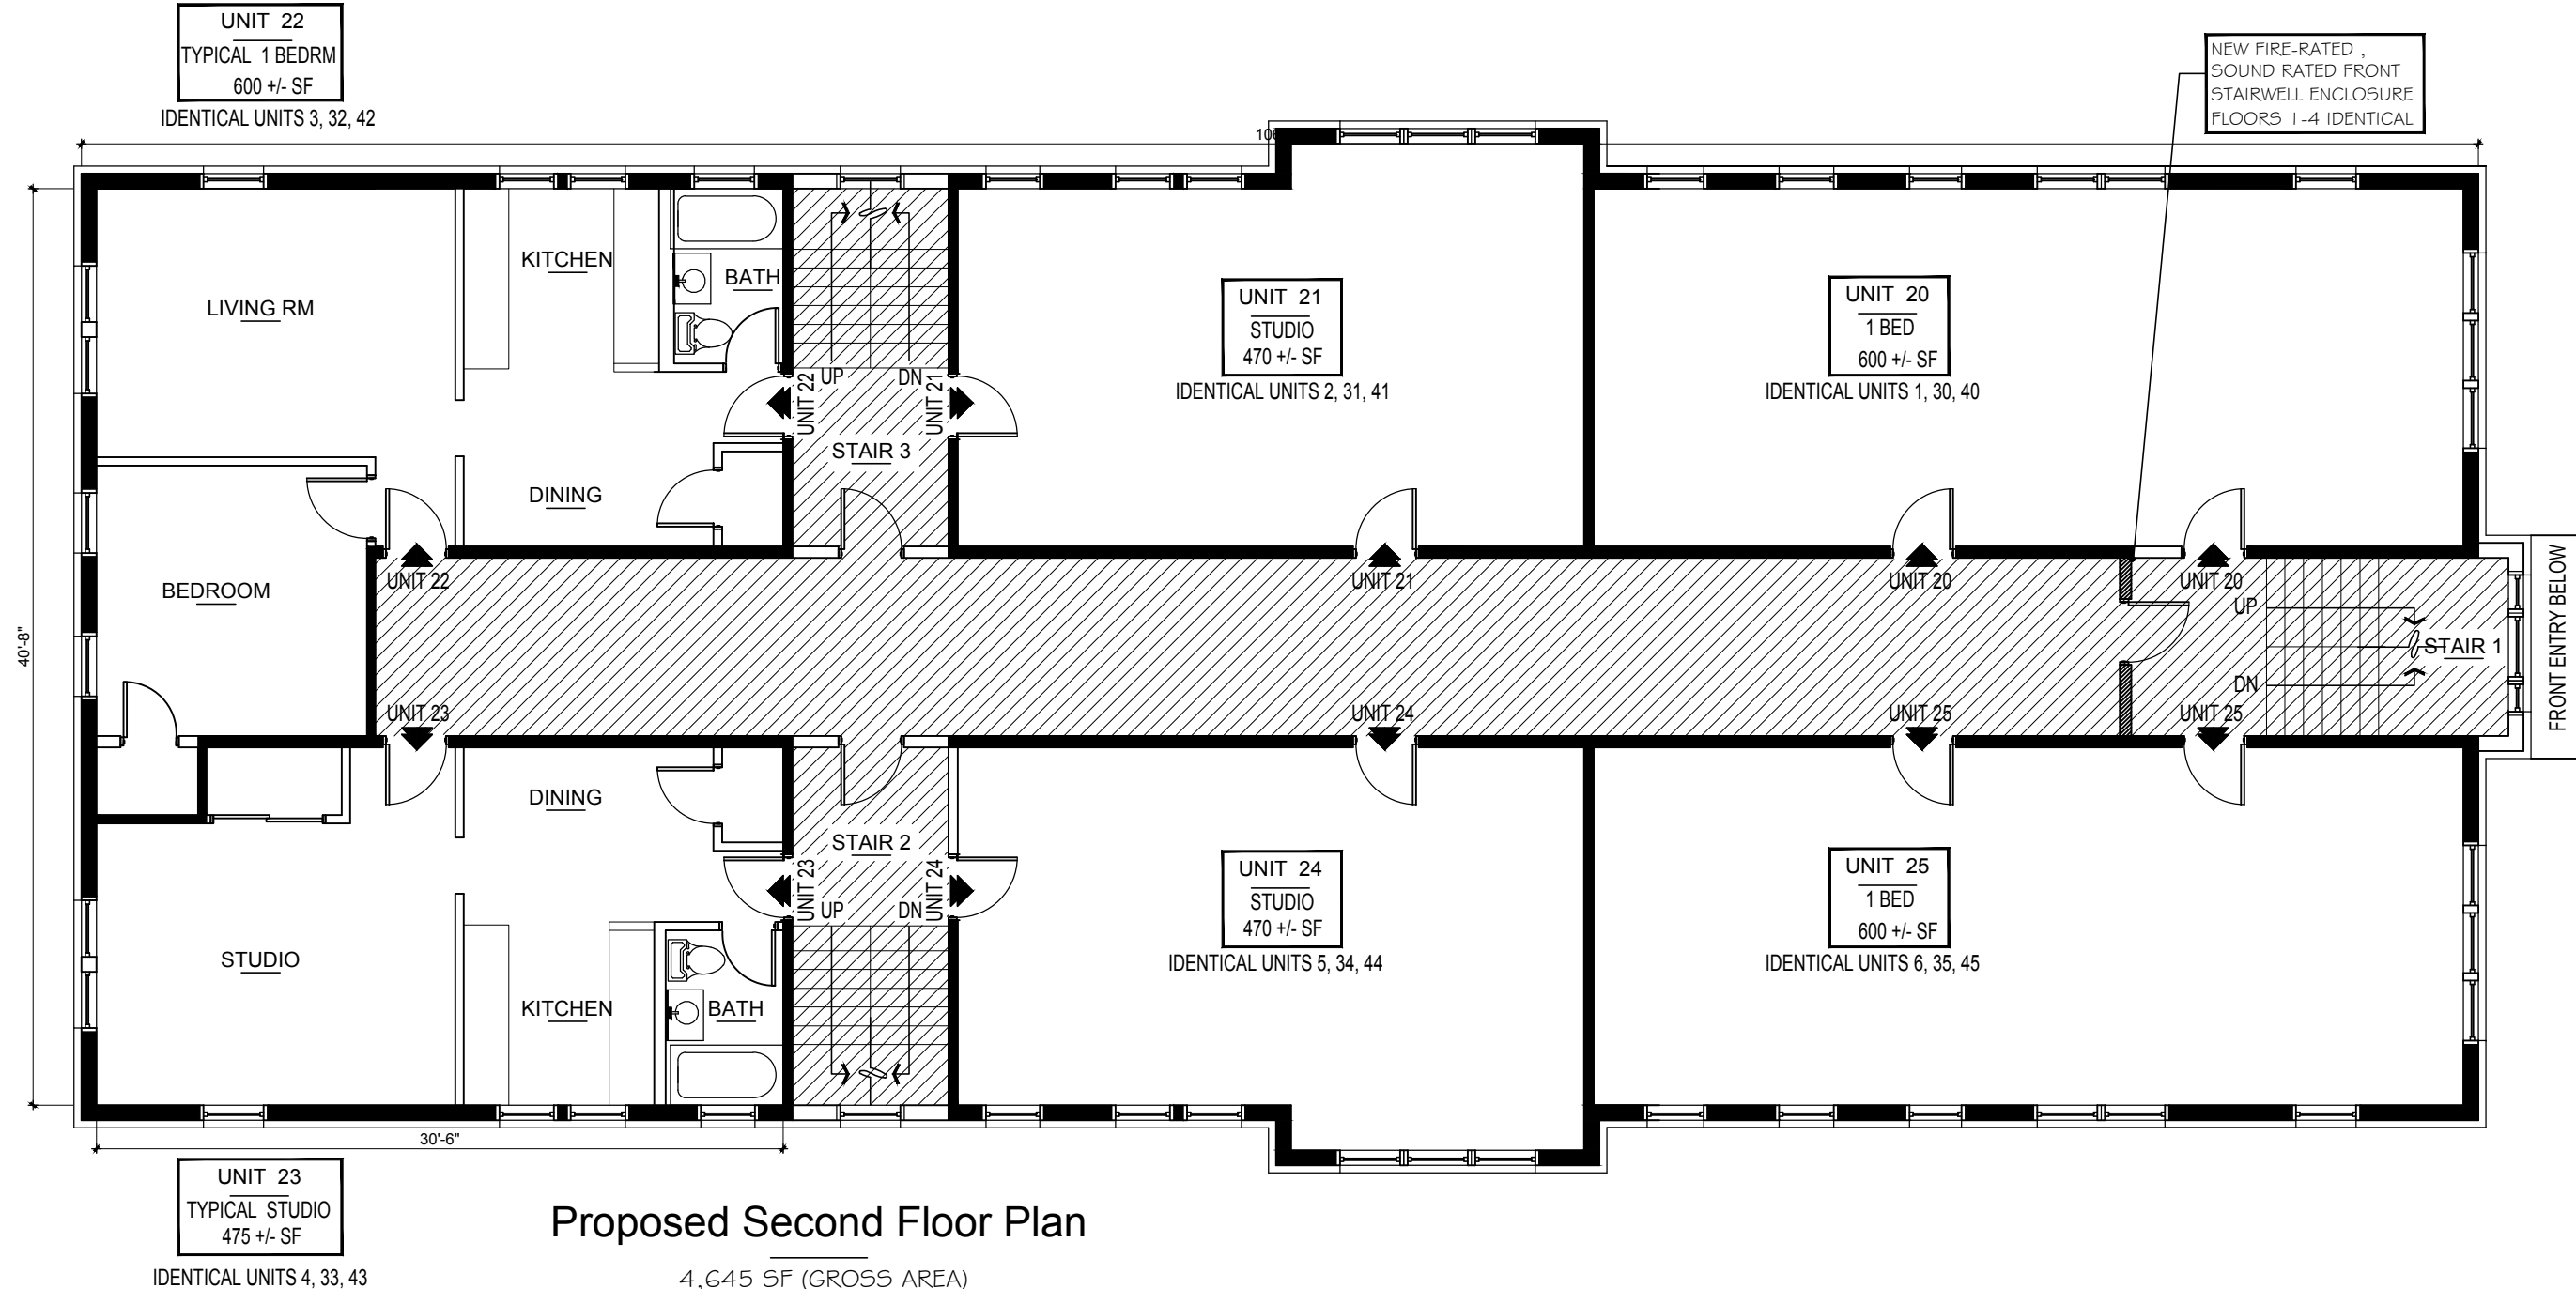 UNIT 22
TYPICAL 1 BEDRM
600 +/- SF
IDENTICAL UNITS 3, 32, 42
NEW FIRE-RATED ,
SOUND RATED FRONT
STAIRWELL ENCLOSURE
FLOORS 1-4 IDENTICAL
LIVING RM
KITCHEN
BATH
DINING
BEDROOM
UNIT 22
UP
DN
UNIT 21
STAIR 3
UNIT 21
STUDIO
470 +/- SF
IDENTICAL UNITS 2, 31, 41
UNIT 20
1 BED
600 +/- SF
IDENTICAL UNITS 1, 30, 40
UNIT 22
UNIT 21
UNIT 20
UNIT 20
UP
STAIR 1
DN
FRONT ENTRY BELOW
40'-8"
UNIT 23
UNIT 24
UNIT 25
UNIT 25
DINING
STAIR 2
UNIT 23
UP
DN
UNIT 24
STUDIO
KITCHEN
BATH
UNIT 24
STUDIO
470 +/- SF
IDENTICAL UNITS 5, 34, 44
UNIT 25
1 BED
600 +/- SF
IDENTICAL UNITS 6, 35, 45
30'-6"
UNIT 23
TYPICAL STUDIO
475 +/- SF
IDENTICAL UNITS 4, 33, 43
Proposed Second Floor Plan
4,645 SF (GROSS AREA)